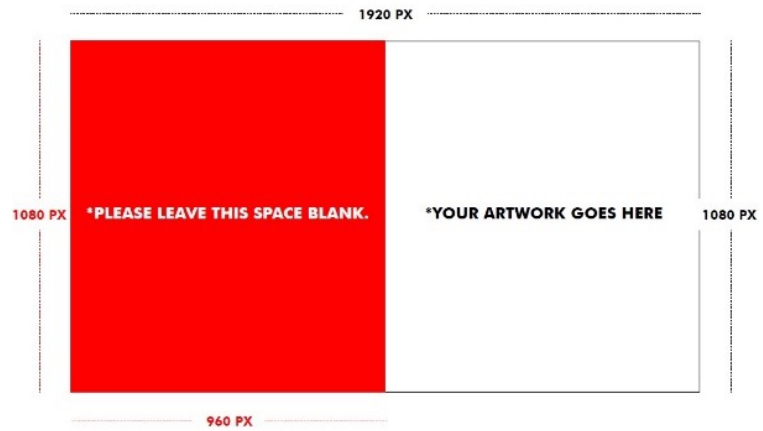 1920 PX
1080 PX
*PLEASE LEAVE THIS SPACE BLANK.
*YOUR ARTWORK GOES HERE
1080 PX
960 PX